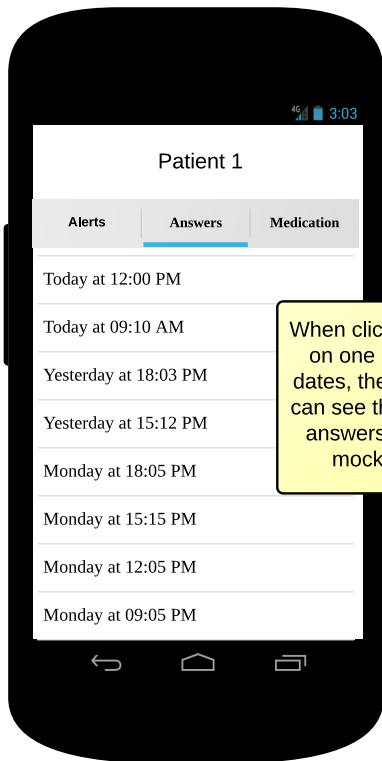 4G 3:03
Patient 1
Alerts Answers Medication
Today at 12:00 PM
Today at 09:10 AM
Yesterday at 18:03 PM
Yesterday at 15:12 PM
Monday at 18:05 PM
Monday at 15:15 PM
Monday at 12:05 PM
Monday at 09:05 PM
When clic
on one
dates, the
can see th
answers
mock